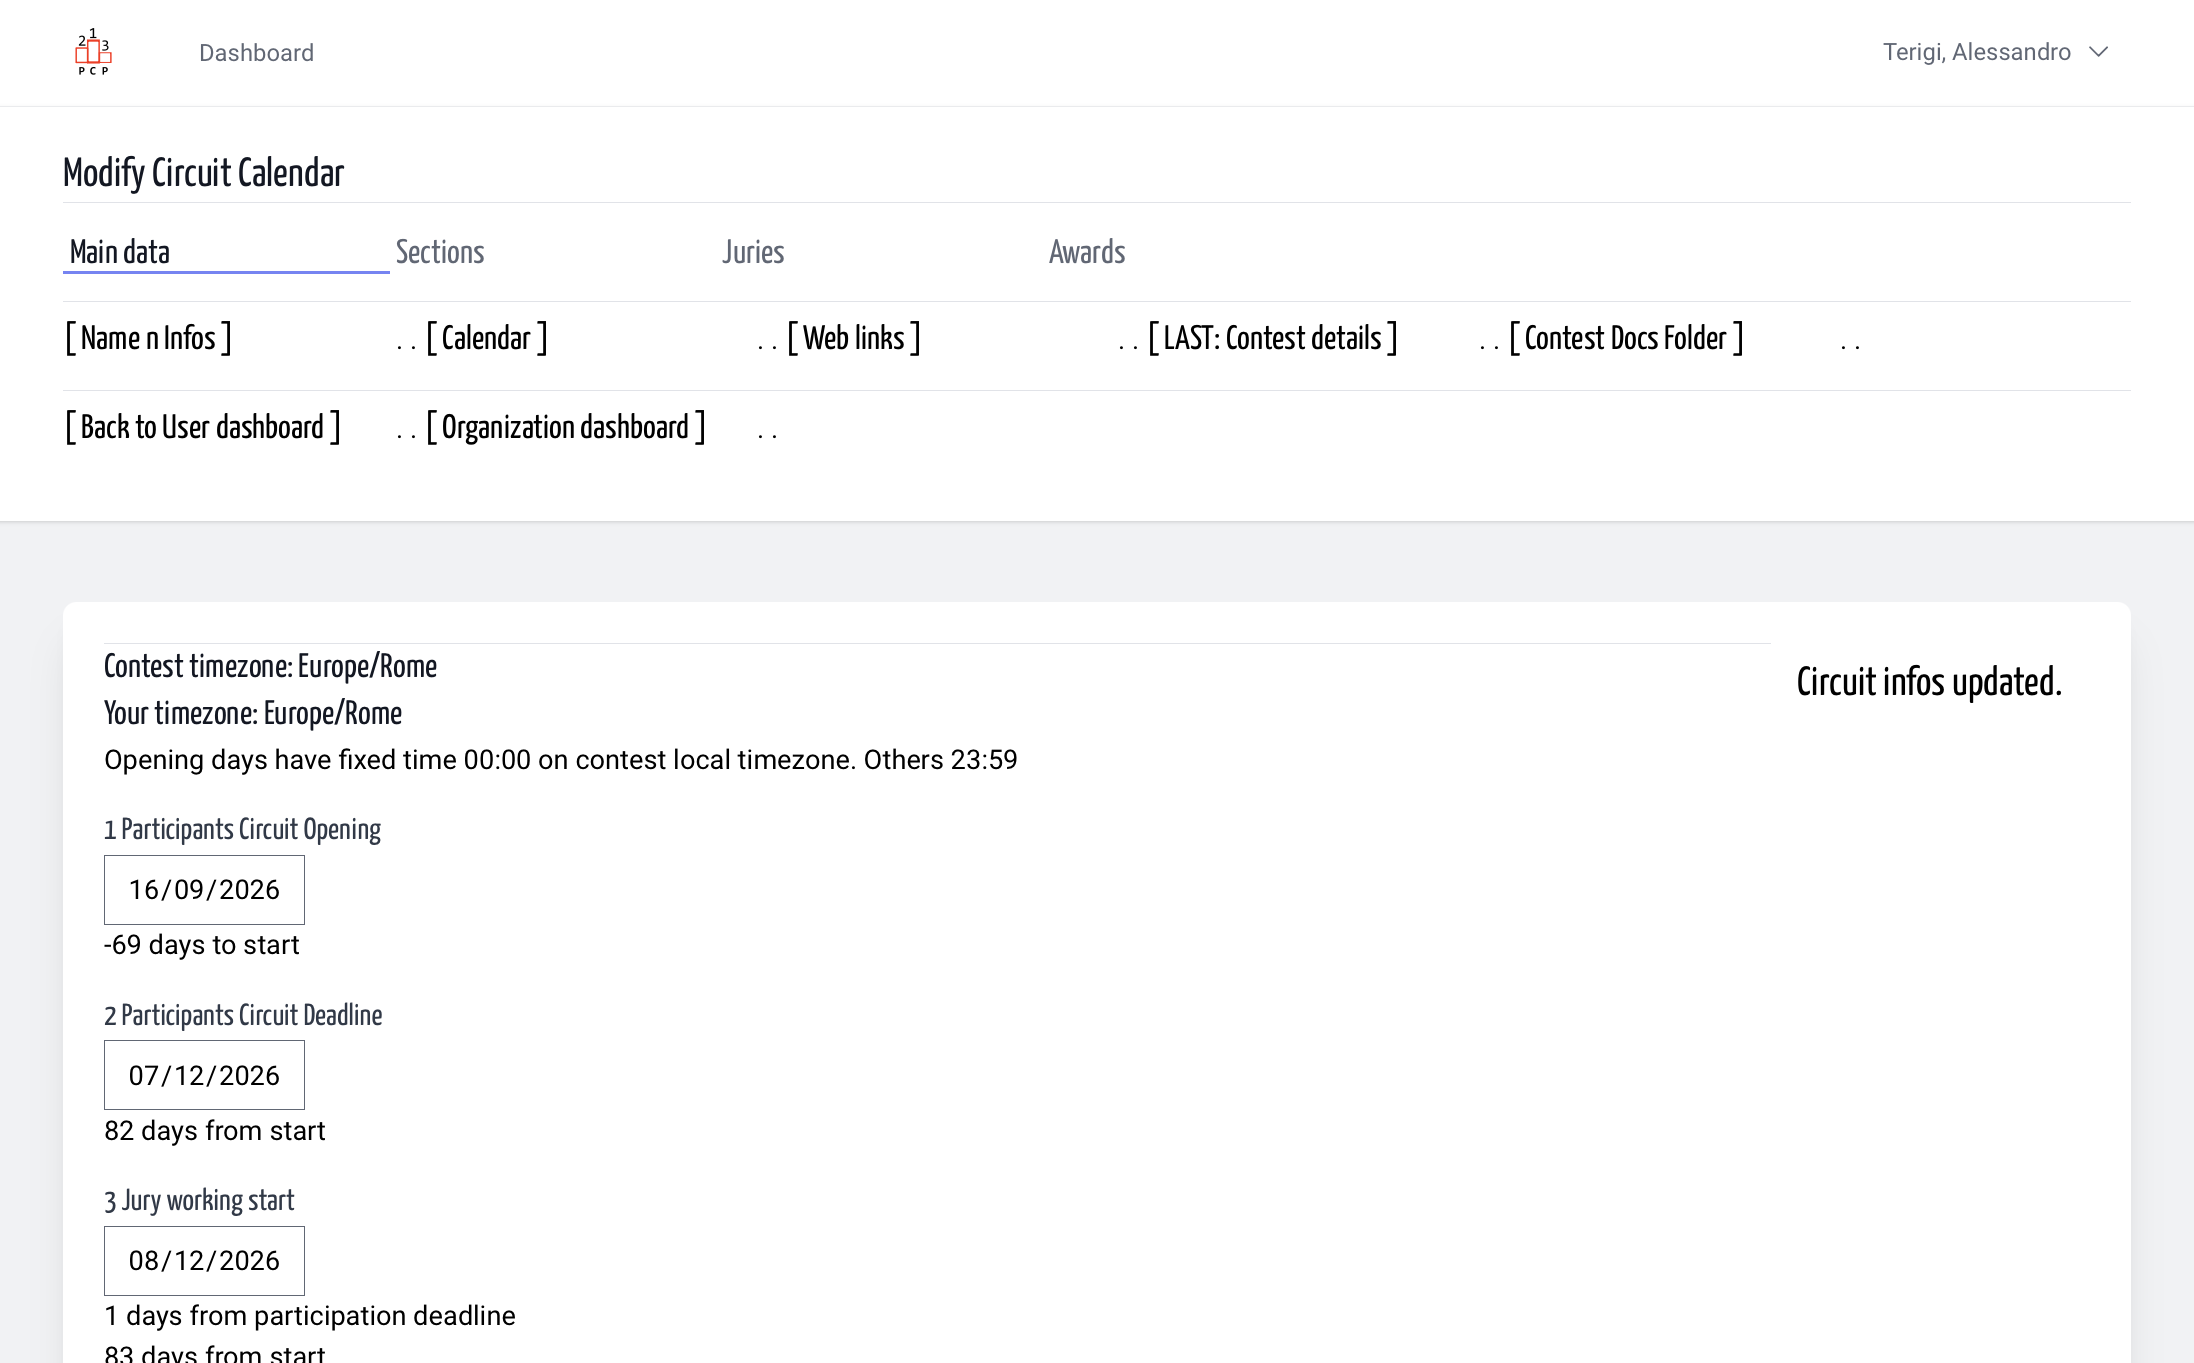 2 1 3
P C P
Dashboard
Terigi, Alessandro
Modify Circuit Calendar
Main data
Sections
Juries
Awards
[ Name n Infos ]
. . [ Calendar ]
. . [ Web links ]
. . [ LAST: Contest details ]
. . [ Contest Docs Folder ]
. .
[ Back to User dashboard ]
. . [ Organization dashboard ]
. .
Contest timezone: Europe/Rome
Circuit infos updated.
Your timezone: Europe/Rome
Opening days have fixed time 00:00 on contest local timezone. Others 23:59
1 Participants Circuit Opening
16/09/2026
-69 days to start
2 Participants Circuit Deadline
07/12/2026
82 days from start
3 Jury working start
08/12/2026
1 days from participation deadline
83 days from start